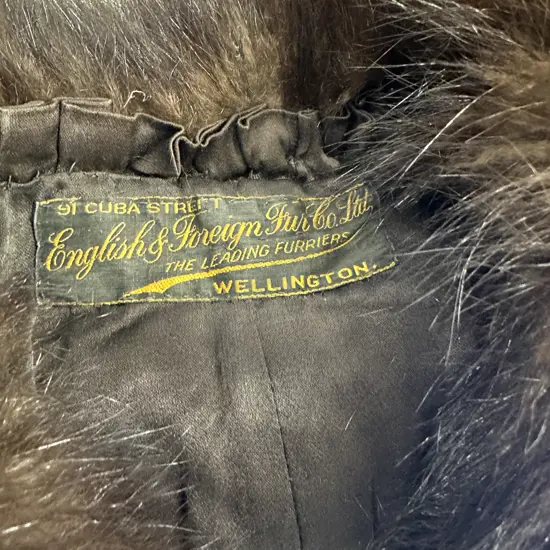 91 CUBA STREET
English & Foreign Fur Co. Ltd.
THE LEADING FURRIERS
WELLINGTON.